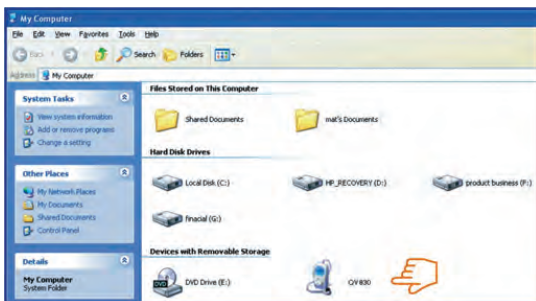 My Computer
File Edit View Favorites Tools Help
Back Search Folders
Address My Computer
System Tasks
View system information
Add or remove programs
Change a setting
Other Places
My Network Places
My Documents
Shared Documents
Control Panel
Details
My Computer
System Folder
Files Stored on This Computer
Shared Documents mat's Documents
Hard Disk Drives
Local Disk (C:) HP_RECOVERY (D:) product business (F:)
finacial (G:)
Devices with Removable Storage
DVD Drive (E:) QV830
DVD